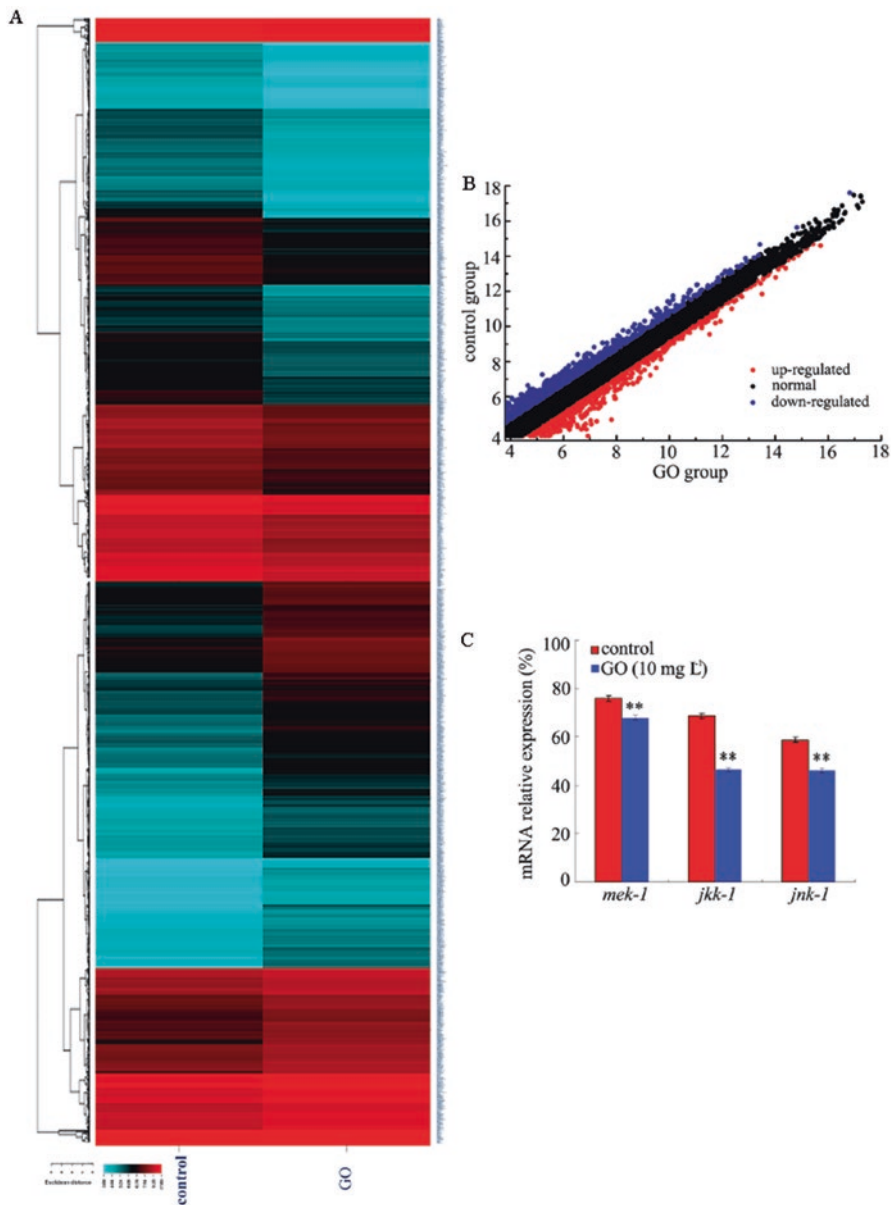 A
control
GO
Euclidean distance
B
18
16
14
12
10
8
6
4
control group
up-regulated
normal
down-regulated
4
6
8
10
12
14
16
18
GO group
C
100
80
60
40
20
0
mRNA relative expression (%)
control
GO (10 mg L)
**
**
**
mek-1
jkk-1
jnk-1